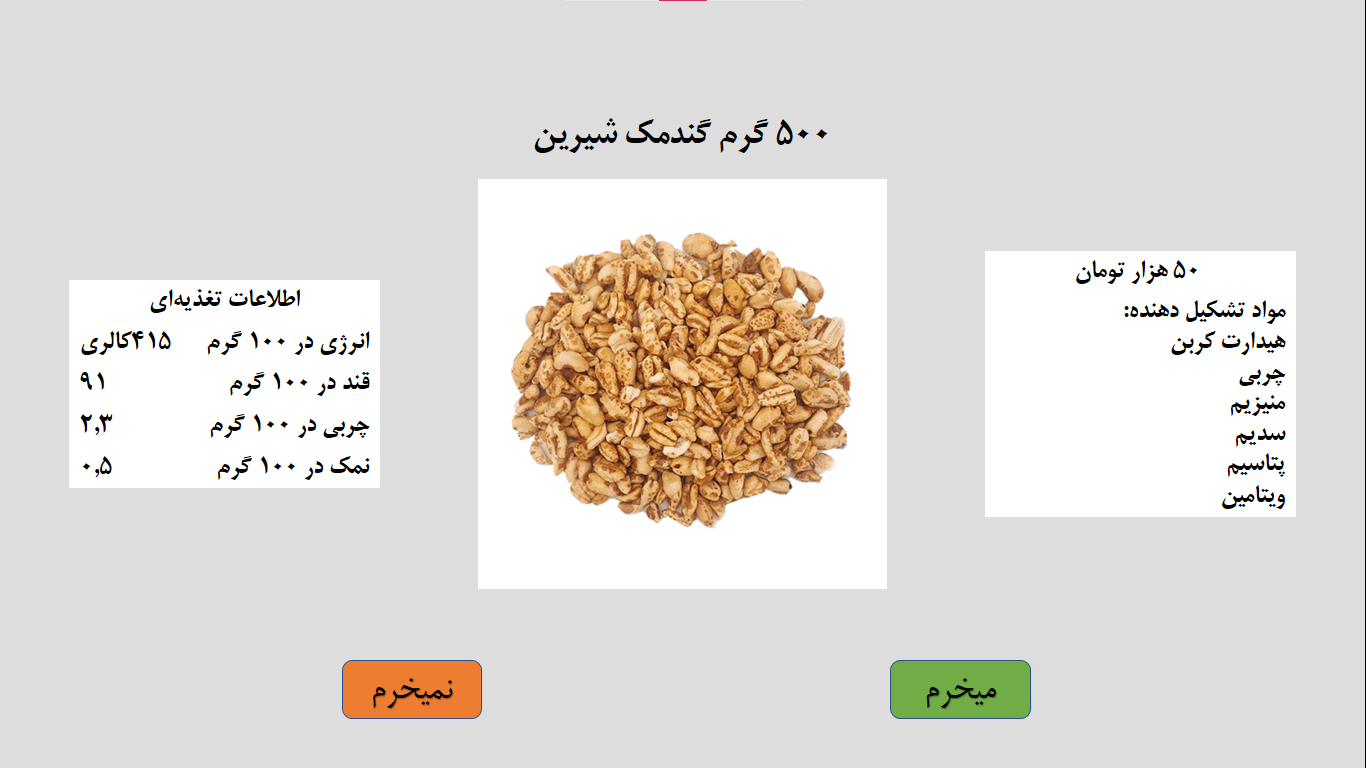 ۵۰۰ گرم گندمک شیرین
۵۰ هزار تومان
مواد تشکیل دهنده:
هیدارت کربن
چربی
منیزیم
سدیم
پتاسیم
ویتامین
اطلاعات تغذیه‌ای
انرژی در ۱۰۰ گرم ۴۱۵کالری
قند در ۱۰۰ گرم ۹۱
چربی در ۱۰۰ گرم ۲,۳
نمک در ۱۰۰ گرم ۰,۵
میخرم
نمیخرم